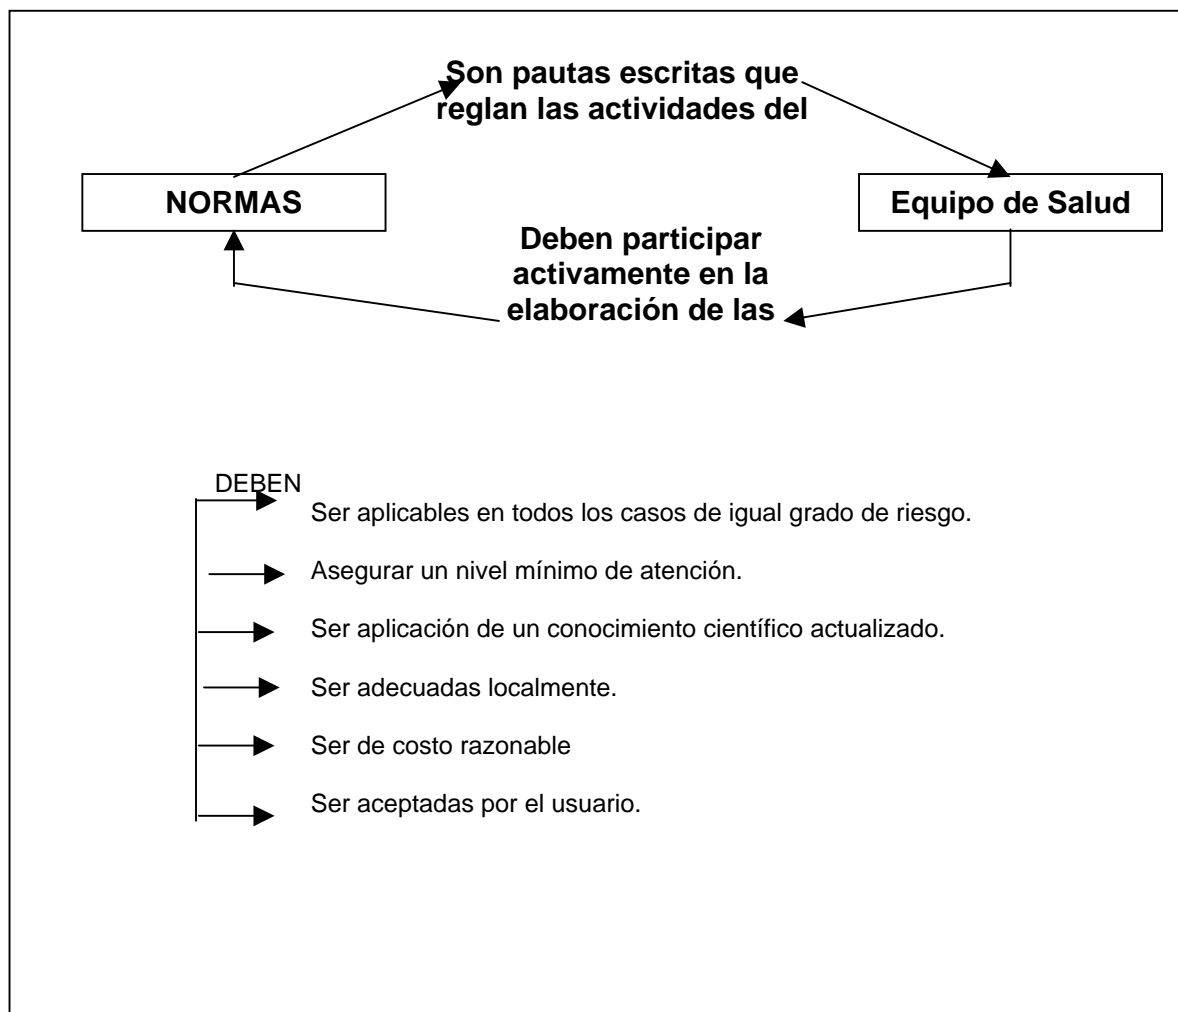 Son pautas escritas que
reglan las actividades del
NORMAS
Equipo de Salud
Deben participar
activamente en la
elaboración de las
DEBEN
Ser aplicables en todos los casos de igual grado de riesgo.
Asegurar un nivel mínimo de atención.
Ser aplicación de un conocimiento científico actualizado.
Ser adecuadas localmente.
Ser de costo razonable
Ser aceptadas por el usuario.